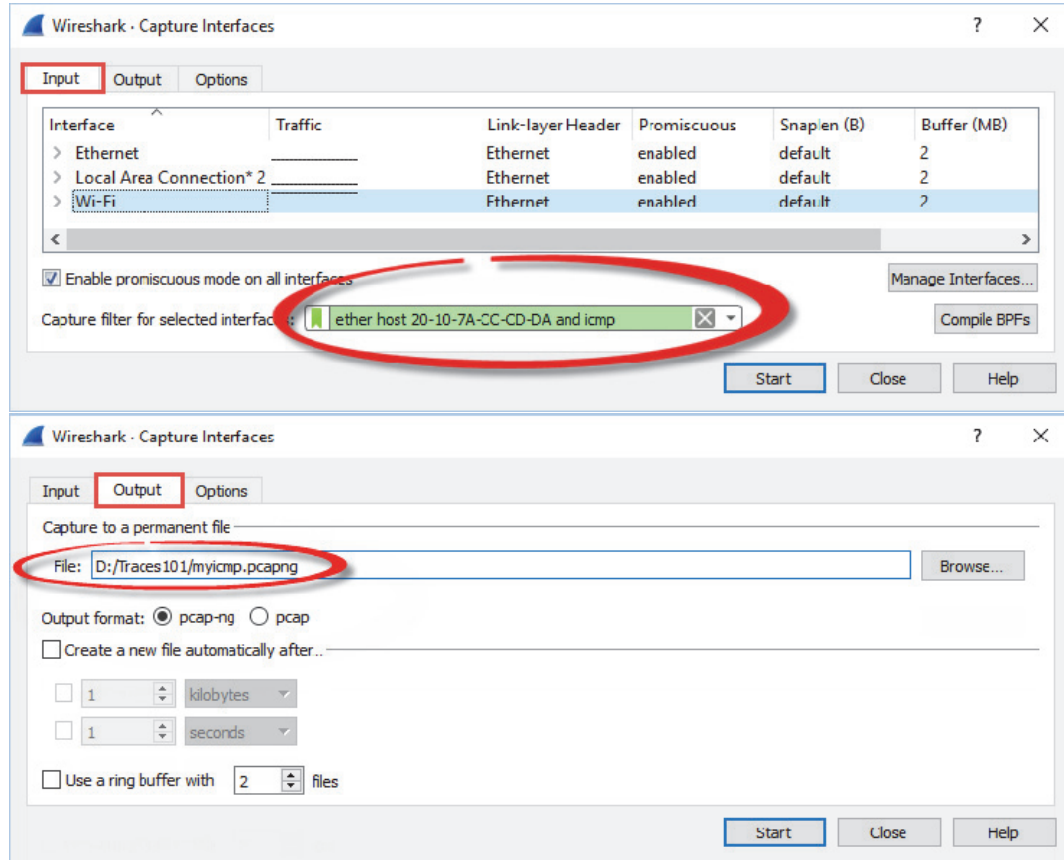 Wireshark · Capture Interfaces ?
Input Output Options
Interface Traffic Link-layer Header Promiscuous Snaplen (B) Buffer (MB)
Ethernet Ethernet enabled default 2
Local Area Connection* 2 Ethernet enabled default 2
Wi-Fi Ethernet enabled default 2
Enable promiscuous mode on all interfaces Manage Interfaces...
Capture filter for selected interfaces: ether host 20-10-7A-CC-CD-DA and icmp Compile BPFs
Start Close Help
Wireshark · Capture Interfaces ?
Input Output Options
Capture to a permanent file
File: D:/Traces101/myicmp.pcapng Browse...
Output format: pcap-ng pcap
Create a new file automatically after..
1 kilobytes
1 seconds
Use a ring buffer with 2 files
Start Close Help